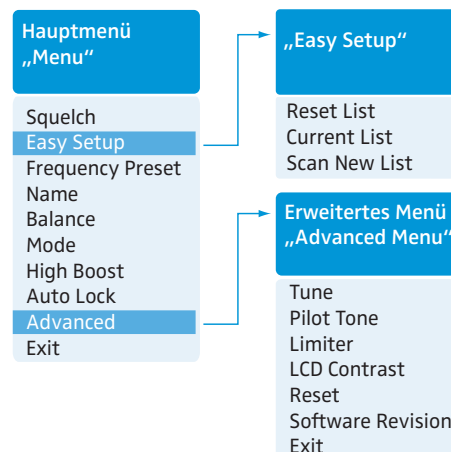 Hauptmenü
„Menu“
Squelch
Easy Setup
Frequency Preset
Name
Balance
Mode
High Boost
Auto Lock
Advanced
Exit
„Easy Setup“
Reset List
Current List
Scan New List
Erweitertes Menü
„Advanced Menu“
Tune
Pilot Tone
Limiter
LCD Contrast
Reset
Software Revision
Exit